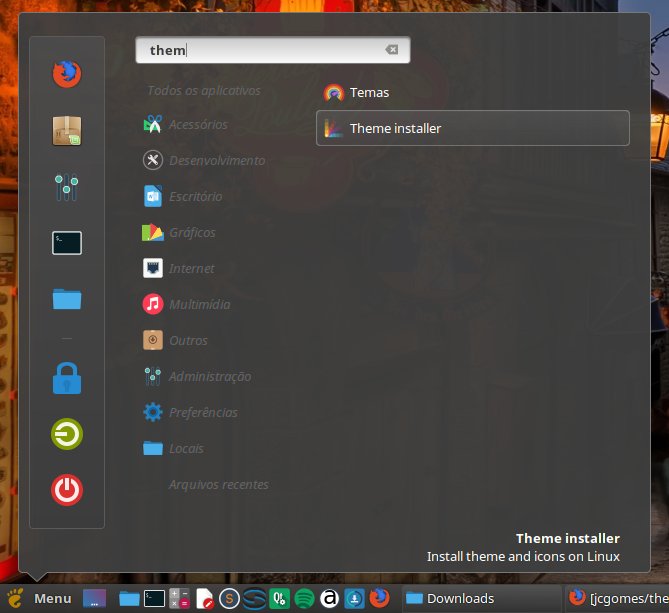 them
Todos os aplicativos
Acessórios
Desenvolvimento
Escritório
Gráficos
Internet
Multimídia
Outros
Administração
Preferências
Locais
Arquivos recentes
Temas
Theme installer
Theme installer
Install theme and icons on Linux
Menu
Downloads
[jcgomes/the